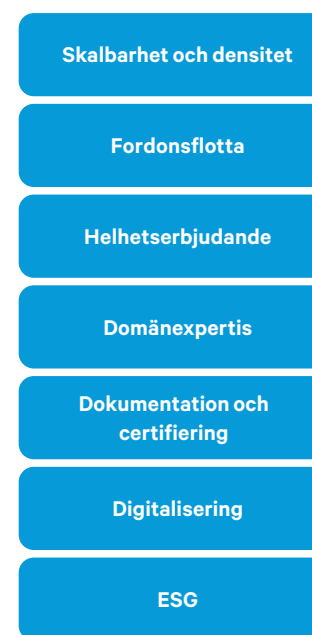 Skalbarhet och densitet
Fordonsflotta
Helhetserbjudande
Domänexpertis
Dokumentation och
certifiering
Digitalisering
ESG